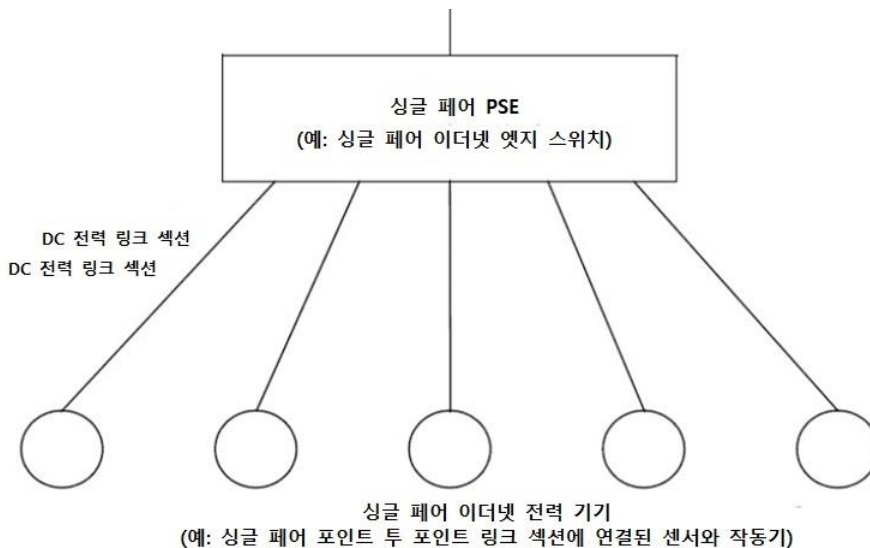 싱글 페어 PSE
(예: 싱글 페어 이더넷 엣지 스위치)
DC 전력 링크 섹션
DC 전력 링크 섹션
싱글 페어 이더넷 전력 기기
(예: 싱글 페어 포인트 투 포인트 링크 섹션에 연결된 센서와 작동기)